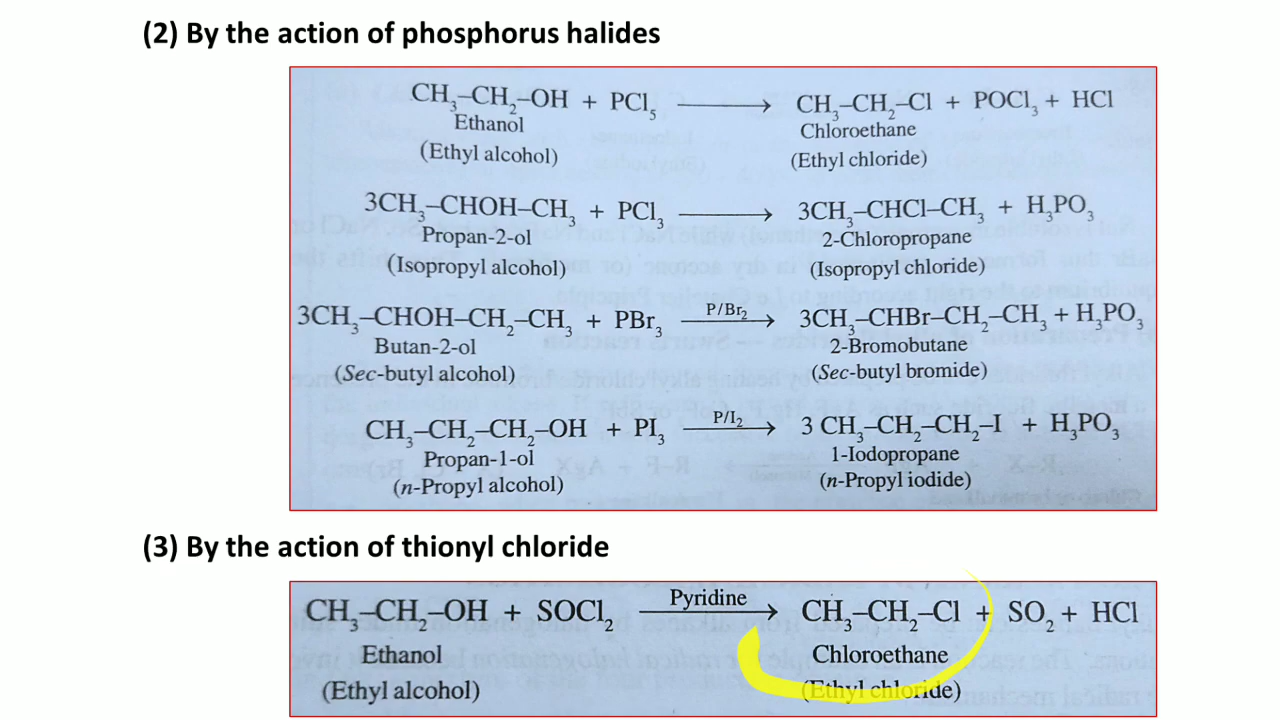 (2) By the action of phosphorus halides
CH₃–CH₂–OH + PCl₅ ⟶ CH₃–CH₂–Cl + POCl₃ + HCl
Ethanol Chloroethane
(Ethyl alcohol) (Ethyl chloride)
3CH₃–CHOH–CH₃ + PCl₃ ⟶ 3CH₃–CHCl–CH₃ + H₃PO₃
Propan-2-ol 2-Chloropropane
(Isopropyl alcohol) (Isopropyl chloride)
P/Br₂
3CH₃–CHOH–CH₂–CH₃ + PBr₃ ⟶ 3CH₃–CHBr–CH₂–CH₃ + H₃PO₃
Butan-2-ol 2-Bromobutane
(Sec-butyl alcohol) (Sec-butyl bromide)
P/I₂
CH₃–CH₂–CH₂–OH + PI₃ ⟶ 3 CH₃–CH₂–CH₂–I + H₃PO₃
Propan-1-ol 1-Iodopropane
(n-Propyl alcohol) (n-Propyl iodide)
(3) By the action of thionyl chloride
Pyridine
CH₃–CH₂–OH + SOCl₂ ⟶ CH₃–CH₂–Cl + SO₂ + HCl
Ethanol Chloroethane
(Ethyl alcohol) (Ethyl chloride)